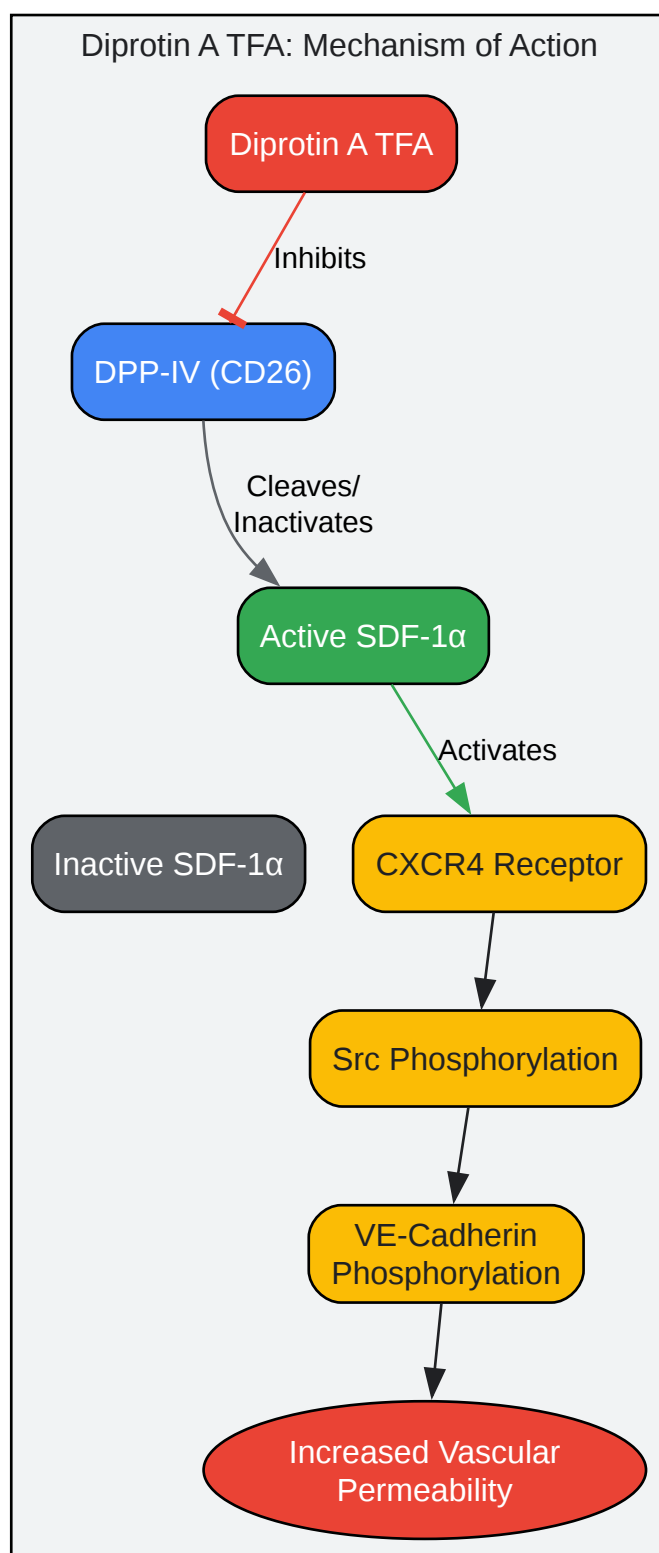 Diprotin A TFA: Mechanism of Action
Diprotin A TFA
Inhibits
DPP-IV (CD26)
Cleaves/
Inactivates
Active SDF-1α
Activates
Inactive SDF-1α
CXCR4 Receptor
Src Phosphorylation
VE-Cadherin
Phosphorylation
Increased Vascular
Permeability